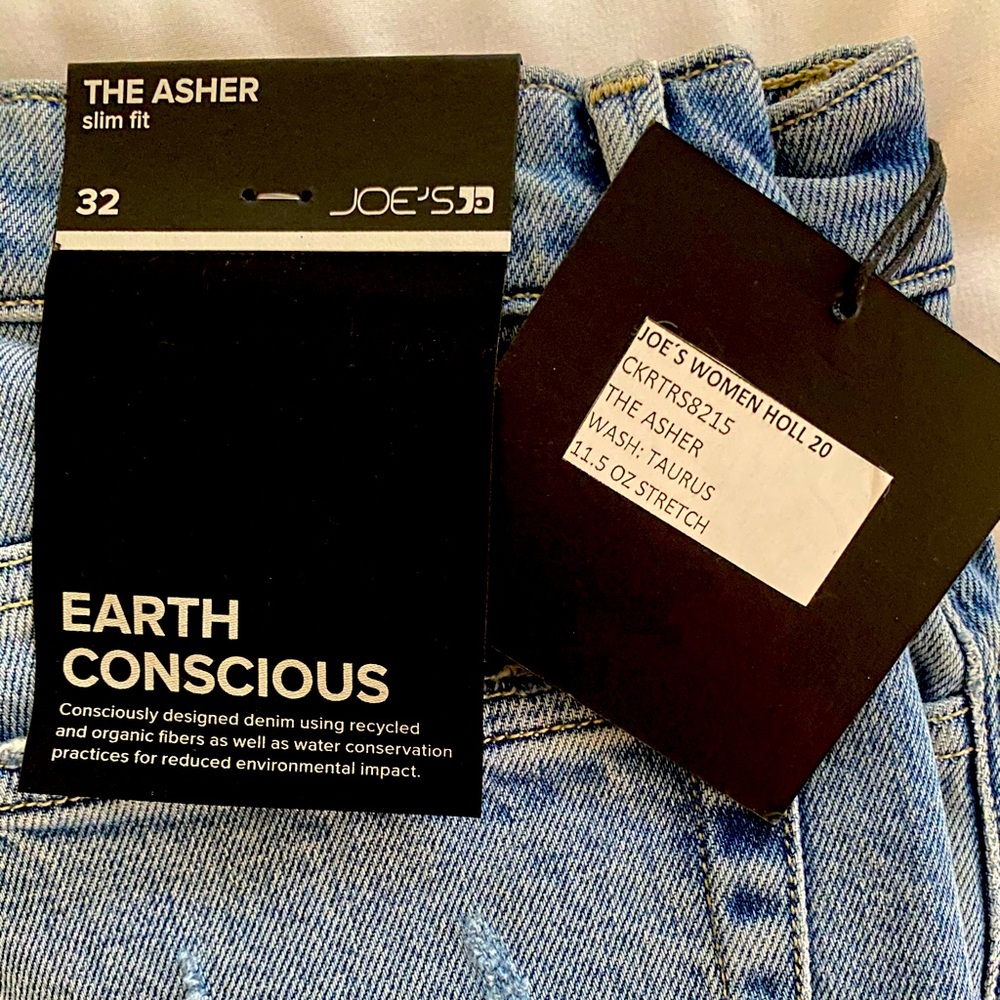 THE ASHER
slim fit
32
JOE'S
EARTH
CONSCIOUS
Consciously designed denim using recycled
and organic fibers as well as water conservation
practices for reduced environmental impact.
JOE´S WOMEN HOLL 20
CKRTRS8215
THE ASHER
WASH: TAURUS
11.5 OZ STRETCH